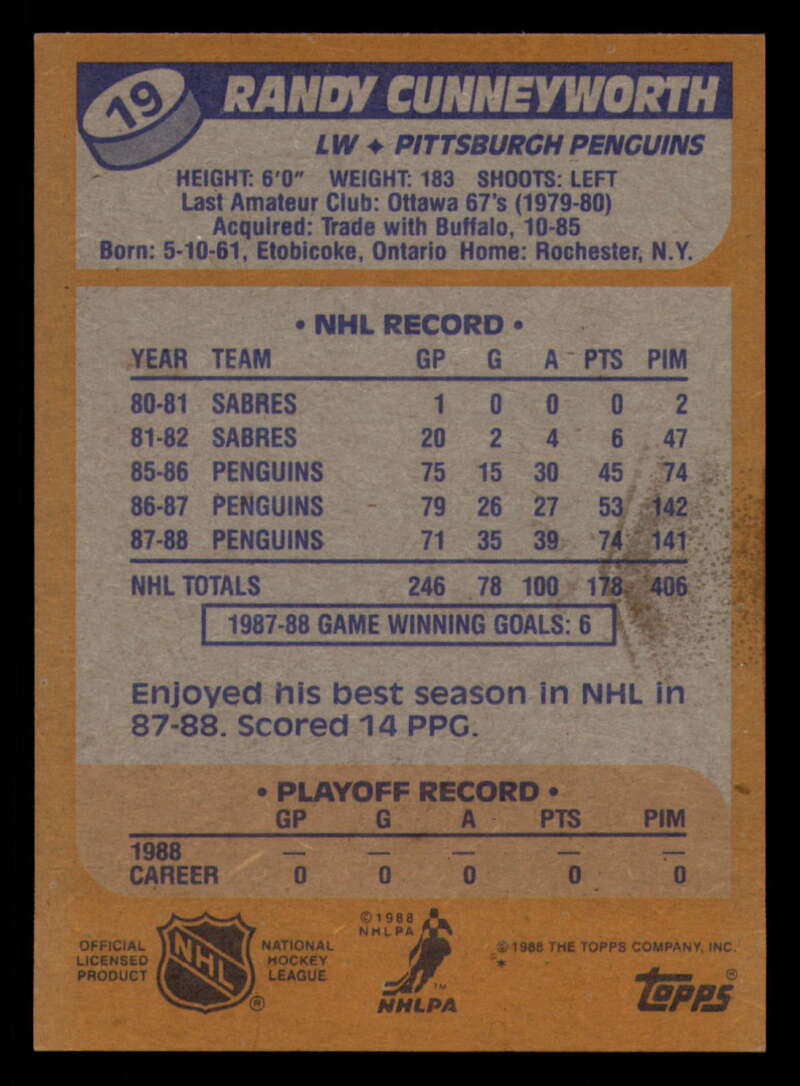 19
RANDY CUNNEYWORTH
LW ✦ PITTSBURGH PENGUINS
HEIGHT: 6'0" WEIGHT: 183 SHOOTS: LEFT
Last Amateur Club: Ottawa 67's (1979-80)
Acquired: Trade with Buffalo, 10-85
Born: 5-10-61, Etobicoke, Ontario Home: Rochester, N.Y.
• NHL RECORD •
YEAR TEAM GP G A PTS PIM
80-81 SABRES 1 0 0 0 2
81-82 SABRES 20 2 4 6 47
85-86 PENGUINS 75 15 30 45 74
86-87 PENGUINS 79 26 27 53 142
87-88 PENGUINS 71 35 39 74 141
NHL TOTALS 246 78 100 178 406
1987-88 GAME WINNING GOALS: 6
Enjoyed his best season in NHL in
87-88. Scored 14 PPG.
• PLAYOFF RECORD •
GP G A PTS PIM
1988 — — — — —
CAREER 0 0 0 0 0
OFFICIAL
LICENSED
PRODUCT
NHL
®
NATIONAL
HOCKEY
LEAGUE
©1988
NHLPA
™
NHLPA
© 1988 THE TOPPS COMPANY, INC.
*
topps®